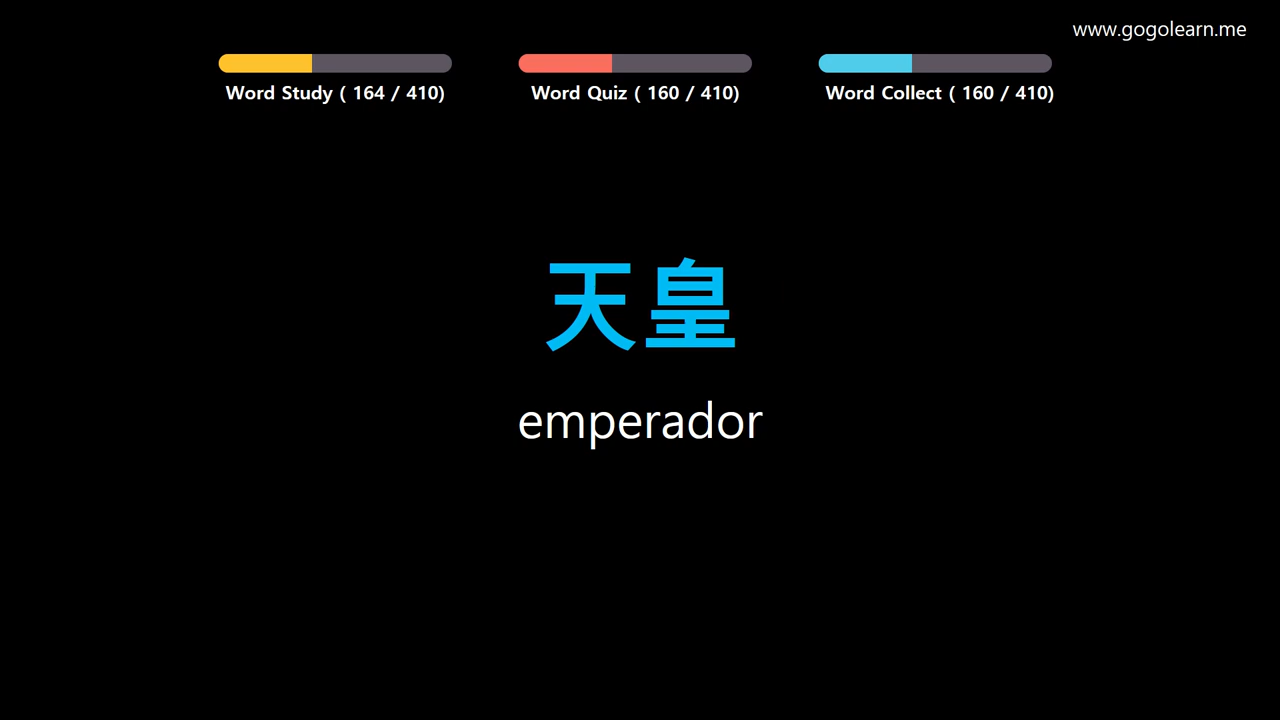 www.gogolearn.me
Word Study ( 164 / 410)
Word Quiz ( 160 / 410)
Word Collect ( 160 / 410)
天皇
emperador